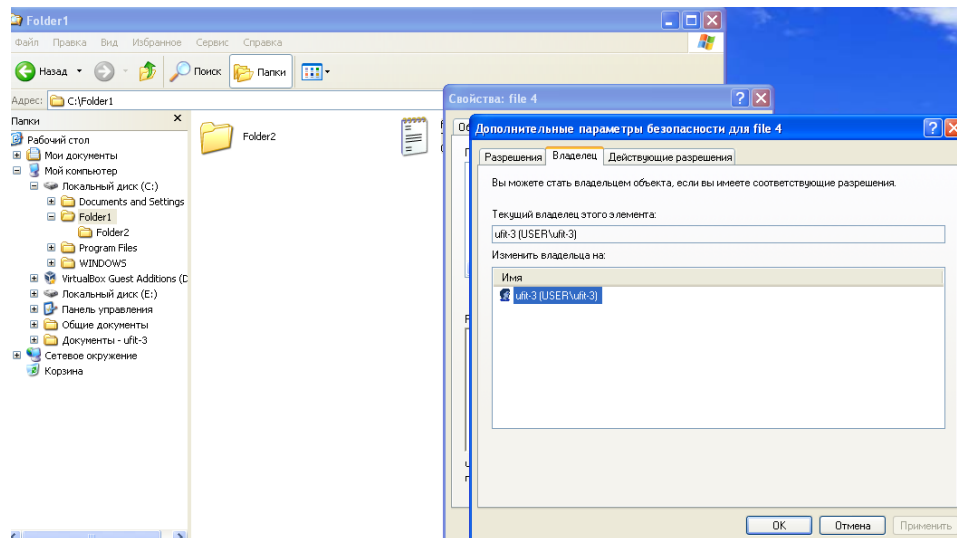 Folder1
Файл Правка Вид Избранное Сервис Справка
Назад Поиск Папки
Адрес: C:\Folder1
Папки
Рабочий стол
Мои документы
Мой компьютер
Локальный диск (C:)
Documents and Settings
Folder1
Folder2
Program Files
WINDOWS
VirtualBox Guest Additions (D
Локальный диск (E:)
Панель управления
Общие документы
Документы - ufit-3
Сетевое окружение
Корзина
Folder2
Свойства: file 4
Дополнительные параметры безопасности для file 4
Разрешения Владелец Действующие разрешения
Вы можете стать владельцем объекта, если вы имеете соответствующие разрешения.
Текущий владелец этого элемента:
ufit-3 (USER\ufit-3)
Изменить владельца на:
Имя
ufit-3 (USER\ufit-3)
OK Отмена Применить